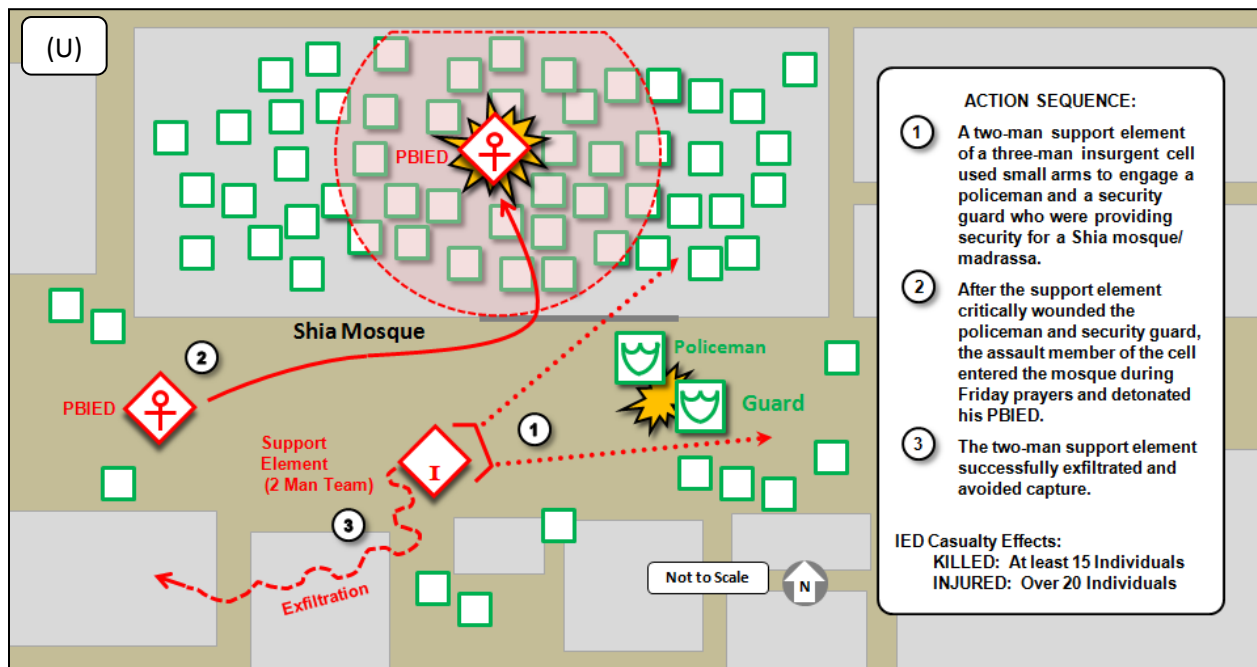 (U)
PBIED
Shia Mosque
Policeman
2
PBIED
Guard
1
Support
Element
(2 Man Team)
I
3
Exfiltration
Not to Scale
N
ACTION SEQUENCE:
1
A two-man support element
of a three-man insurgent cell
used small arms to engage a
policeman and a security
guard who were providing
security for a Shia mosque/
madrassa.
2
After the support element
critically wounded the
policeman and security guard,
the assault member of the cell
entered the mosque during
Friday prayers and detonated
his PBIED.
3
The two-man support element
successfully exfiltrated and
avoided capture.
IED Casualty Effects:
KILLED: At least 15 Individuals
INJURED: Over 20 Individuals